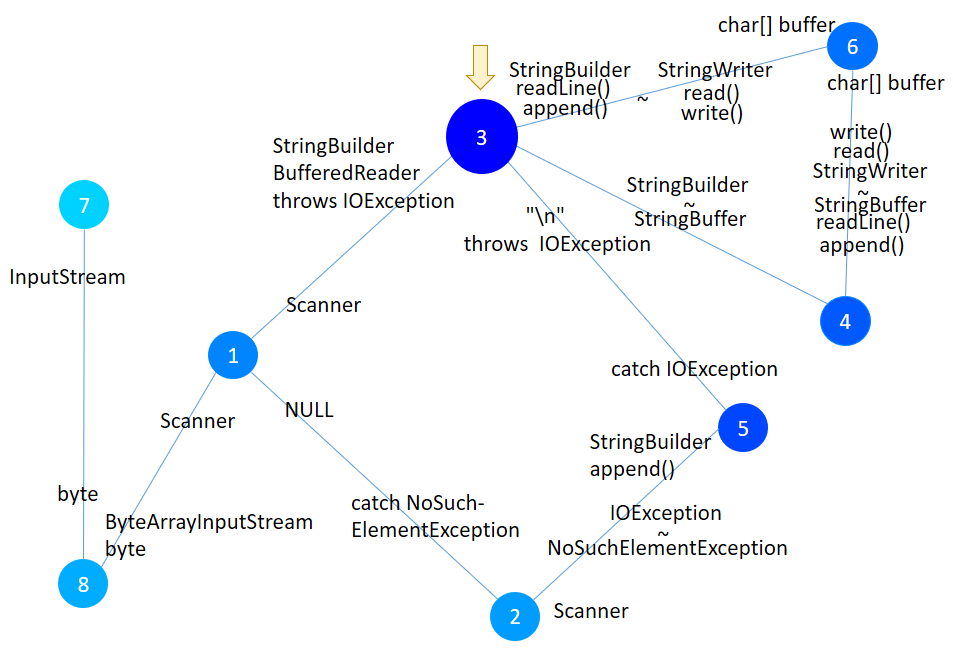 char[] buffer
6
StringBuilder
readLine()
append()
~
StringWriter
read()
write()
char[] buffer
3
StringBuilder
BufferedReader
throws IOException
write()
read()
StringWriter
~
StringBuffer
readLine()
append()
StringBuilder
~
StringBuffer
7
"\n"
throws  IOException
InputStream
Scanner
4
1
catch IOException
Scanner
NULL
5
StringBuilder
append()
byte
catch NoSuch-
ElementException
IOException
~
NoSuchElementException
ByteArrayInputStream
byte
8
2
Scanner